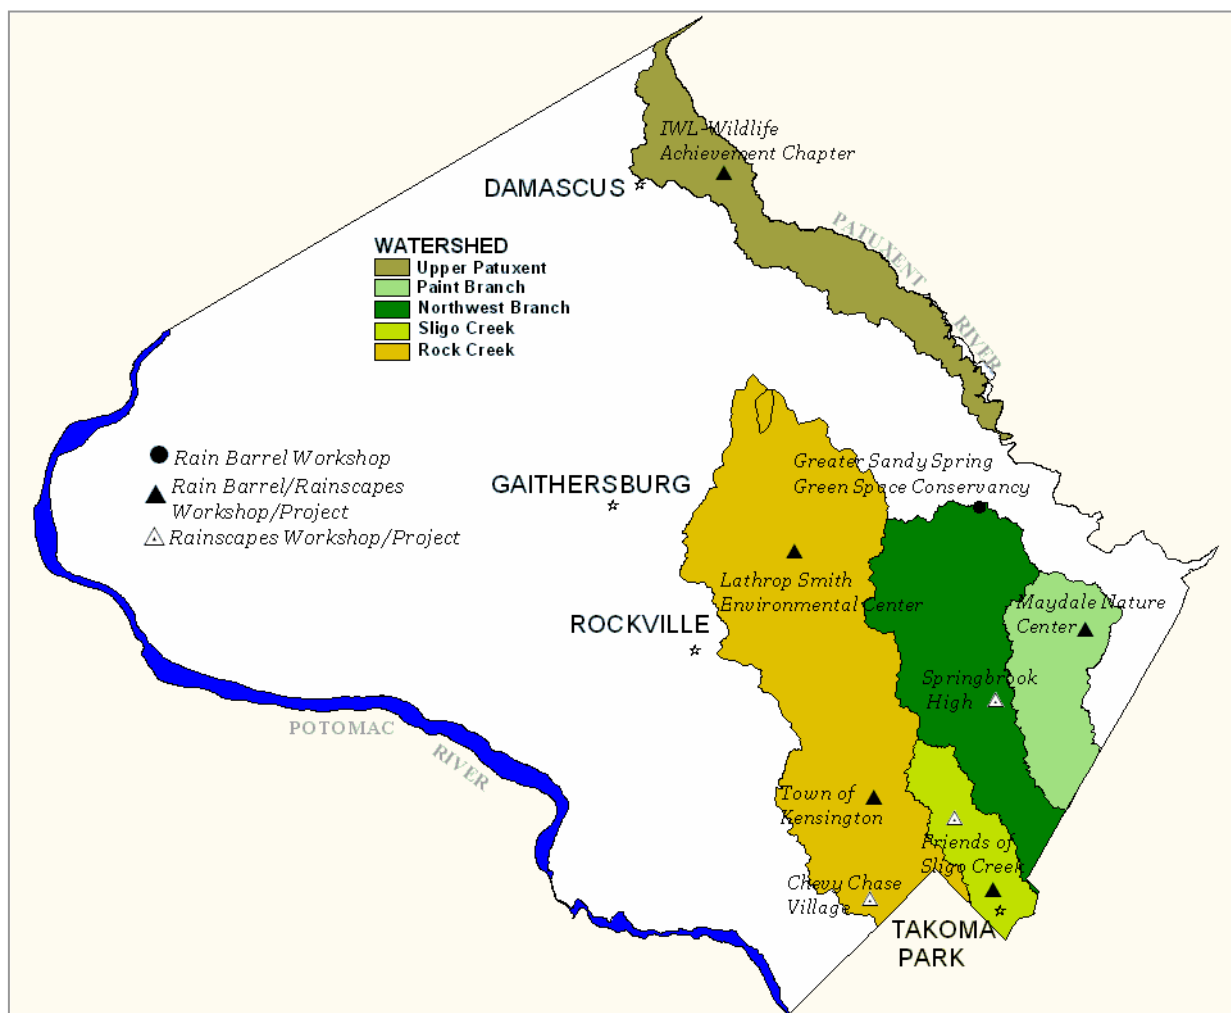 IWL-Wildlife
Achievement Chapter
DAMASCUS
PATUXENT
RIVER
WATERSHED
Upper Patuxent
Paint Branch
Northwest Branch
Sligo Creek
Rock Creek
Rain Barrel Workshop
Rain Barrel/Rainscapes
Workshop/Project
Rainscapes Workshop/Project
GAITHERSBURG
Greater Sandy Spring
Green Space Conservancy
Lathrop Smith
Environmental Center
Maydale Nature
Center
ROCKVILLE
Springbrook
High
POTOMAC
RIVER
Town of
Kensington
Friends of
Sligo Creek
Chevy Chase
Village
TAKOMA
PARK